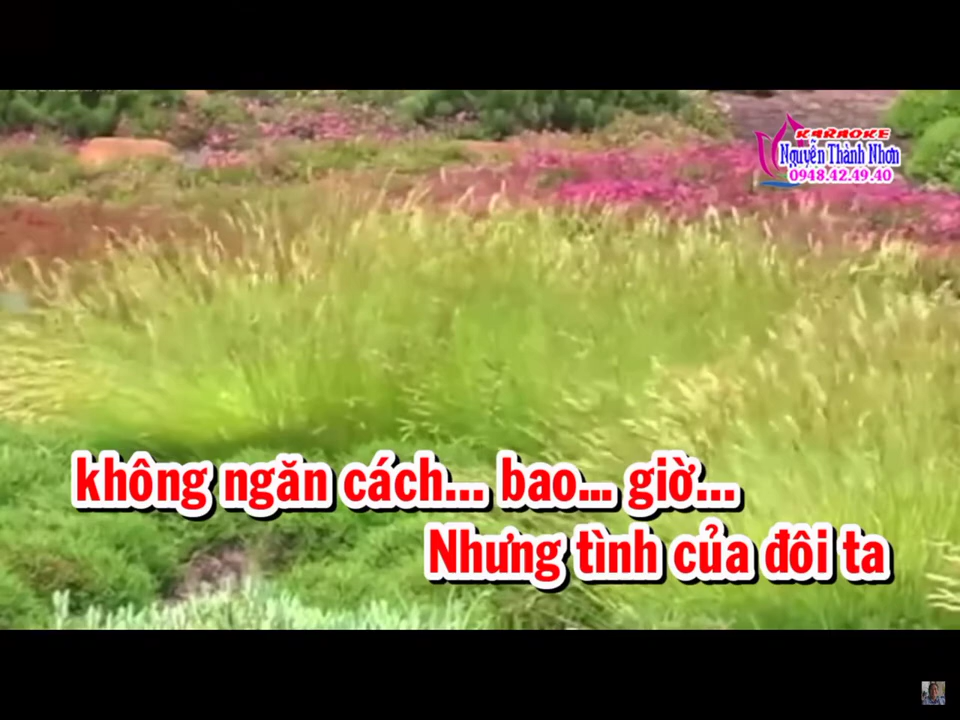 KARAOKE
Nguyễn Thành Nhơn
0948.42.49.40
không ngăn cách... bao... giờ...
Nhưng tình của đôi ta